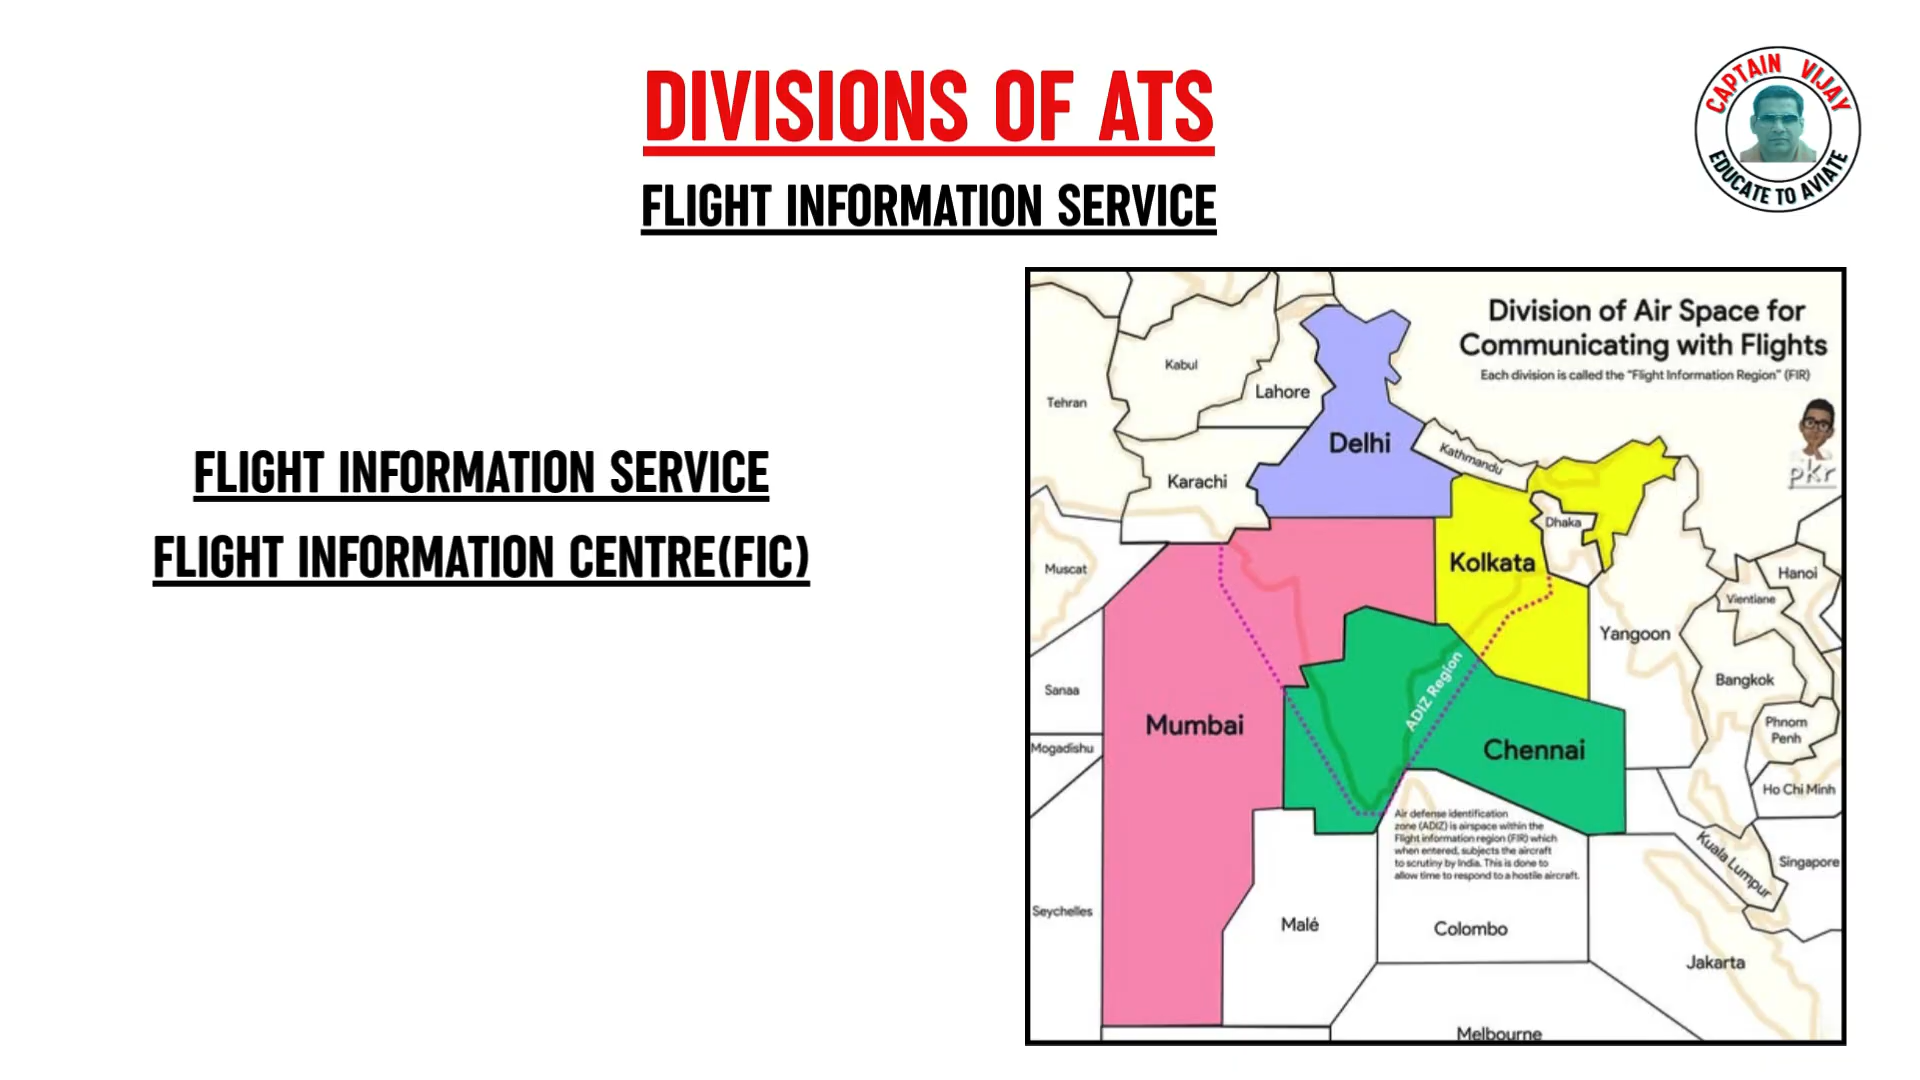 DIVISIONS OF ATS
FLIGHT INFORMATION SERVICE
CAPTAIN VIJAY
EDUCATE TO AVIATE
FLIGHT INFORMATION SERVICE
FLIGHT INFORMATION CENTRE(FIC)
Division of Air Space for
Communicating with Flights
Each division is called the "Flight Information Region" (FIR)
pkr
Kabul
Lahore
Tehran
Delhi
Kathmandu
Karachi
Dhaka
Kolkata
Muscat
Hanoi
Vientiane
Yangoon
Bangkok
Sanaa
ADIZ Region
Mumbai
Phnom
Penh
Mogadishu
Chennai
Ho Chi Minh
Air defense identification
zone (ADIZ) is airspace within the
Flight information region (FIR) which
when entered, subjects the aircraft
to scrutiny by India. This is done to
allow time to respond to a hostile aircraft.
Kuala Lumpur
Singapore
Seychelles
Malé
Colombo
Jakarta
Melbourne